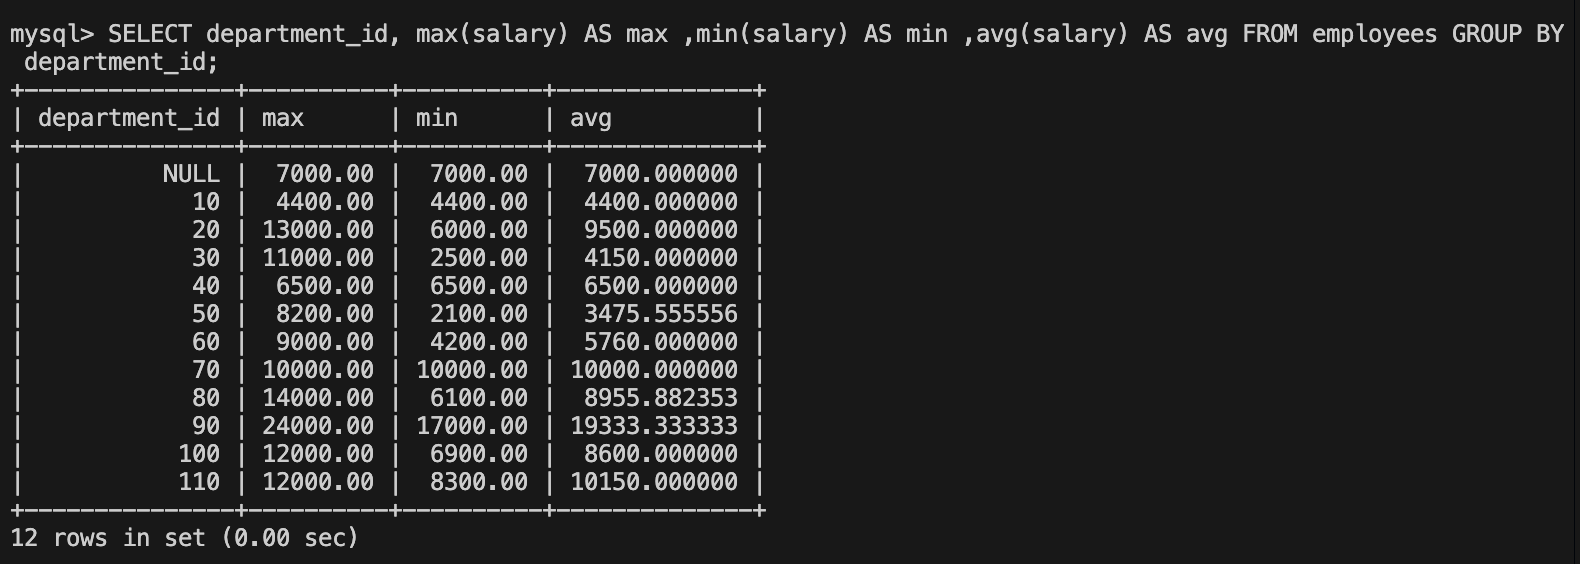 mysql> SELECT department_id, max(salary) AS max ,min(salary) AS min ,avg(salary) AS avg FROM employees GROUP BY
 department_id;
+---------------+----------+----------+--------------+
| department_id | max      | min      | avg          |
+---------------+----------+----------+--------------+
|          NULL |  7000.00 |  7000.00 |  7000.000000 |
|            10 |  4400.00 |  4400.00 |  4400.000000 |
|            20 | 13000.00 |  6000.00 |  9500.000000 |
|            30 | 11000.00 |  2500.00 |  4150.000000 |
|            40 |  6500.00 |  6500.00 |  6500.000000 |
|            50 |  8200.00 |  2100.00 |  3475.555556 |
|            60 |  9000.00 |  4200.00 |  5760.000000 |
|            70 | 10000.00 | 10000.00 | 10000.000000 |
|            80 | 14000.00 |  6100.00 |  8955.882353 |
|            90 | 24000.00 | 17000.00 | 19333.333333 |
|           100 | 12000.00 |  6900.00 |  8600.000000 |
|           110 | 12000.00 |  8300.00 | 10150.000000 |
+---------------+----------+----------+--------------+
12 rows in set (0.00 sec)